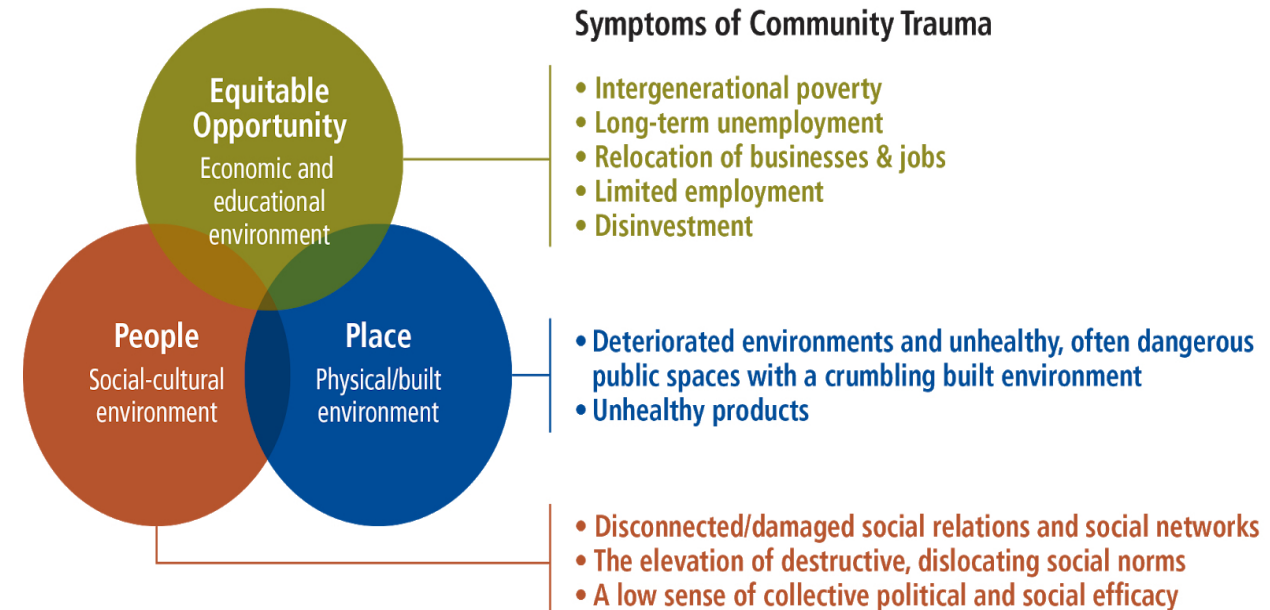 Symptoms of Community Trauma
Equitable
Opportunity
Economic and
educational
environment
• Intergenerational poverty
• Long-term unemployment
• Relocation of businesses & jobs
• Limited employment
• Disinvestment
People
Social-cultural
environment
Place
Physical/built
environment
• Deteriorated environments and unhealthy, often dangerous
public spaces with a crumbling built environment
• Unhealthy products
• Disconnected/damaged social relations and social networks
• The elevation of destructive, dislocating social norms
• A low sense of collective political and social efficacy